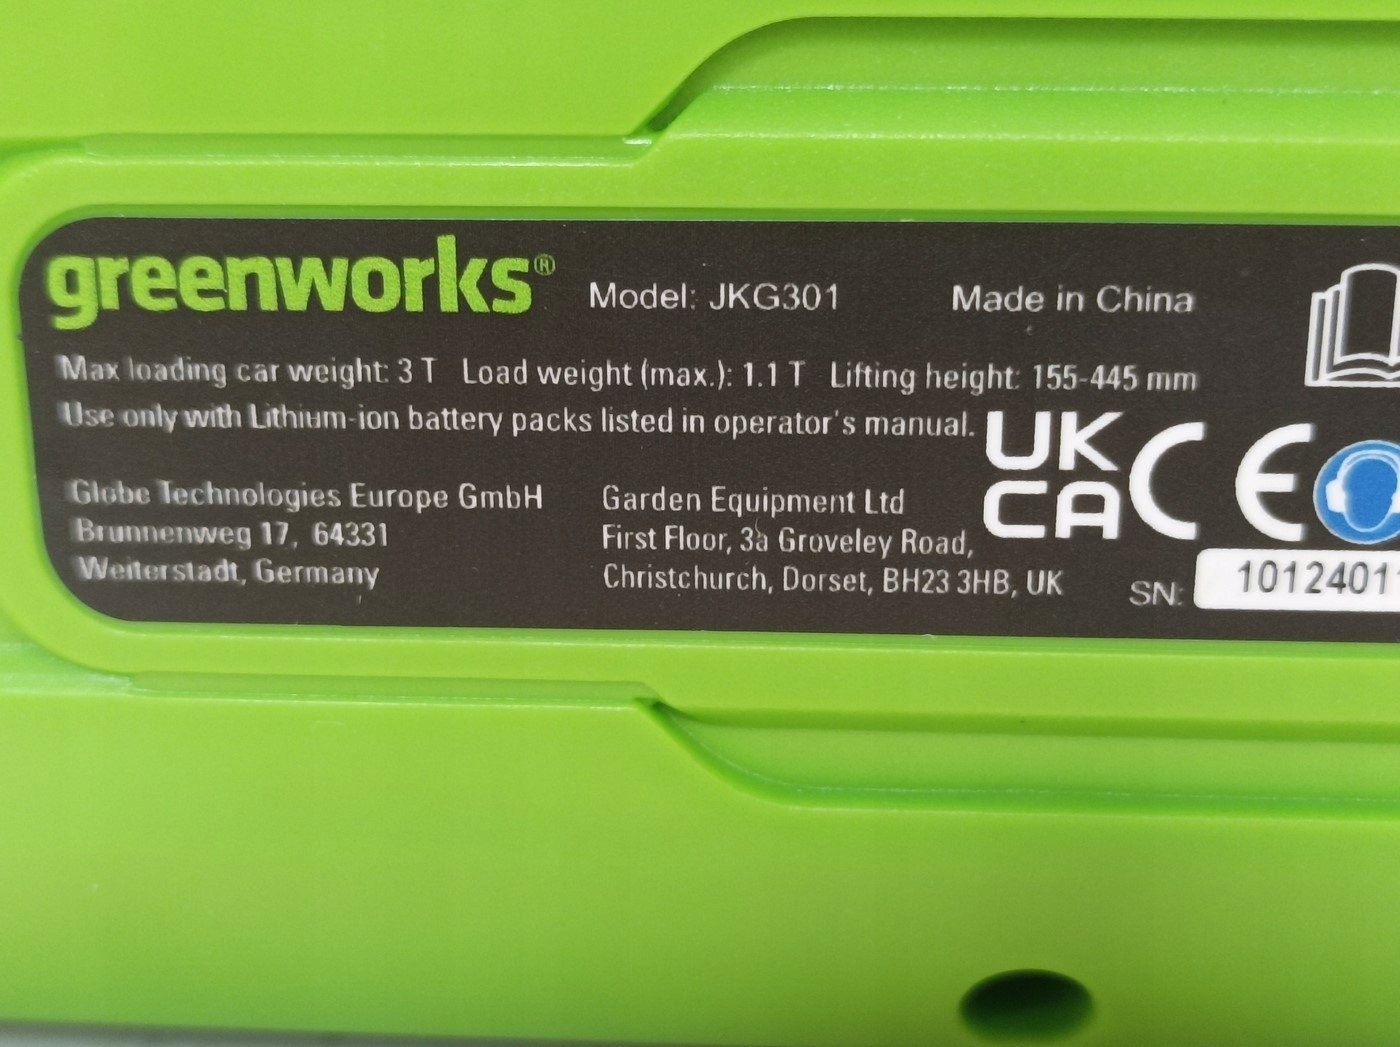 greenworks® Model: JKG301 Made in China
Max loading car weight: 3 T Load weight (max.): 1.1 T Lifting height: 155-445 mm
Use only with Lithium-ion battery packs listed in operator's manual.
UK
CA CE
Globe Technologies Europe GmbH
Brunnenweg 17, 64331
Weiterstadt, Germany
Garden Equipment Ltd
First Floor, 3a Groveley Road,
Christchurch, Dorset, BH23 3HB, UK
SN: